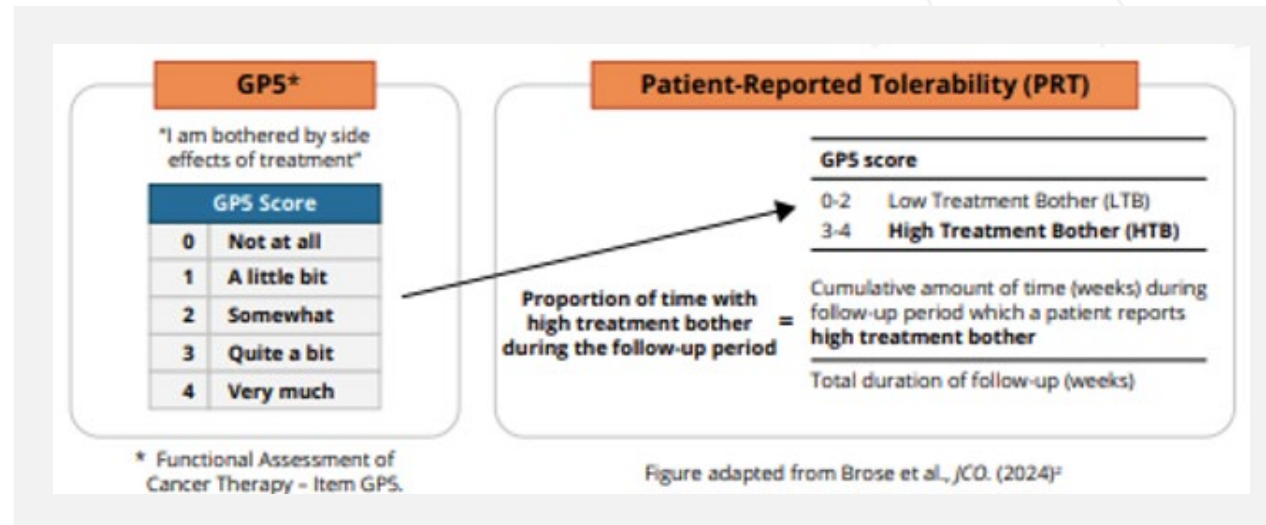 GP5*
"I am bothered by side
effects of treatment"
GP5 Score
0 Not at all
1 A little bit
2 Somewhat
3 Quite a bit
4 Very much
* Functional Assessment of
Cancer Therapy – Item GP5.
Patient-Reported Tolerability (PRT)
GP5 score
0-2 Low Treatment Bother (LTB)
3-4 High Treatment Bother (HTB)
Proportion of time with
high treatment bother
during the follow-up period
=
Cumulative amount of time (weeks) during
follow-up period which a patient reports
high treatment bother
Total duration of follow-up (weeks)
Figure adapted from Brose et al., JCO. (2024)²